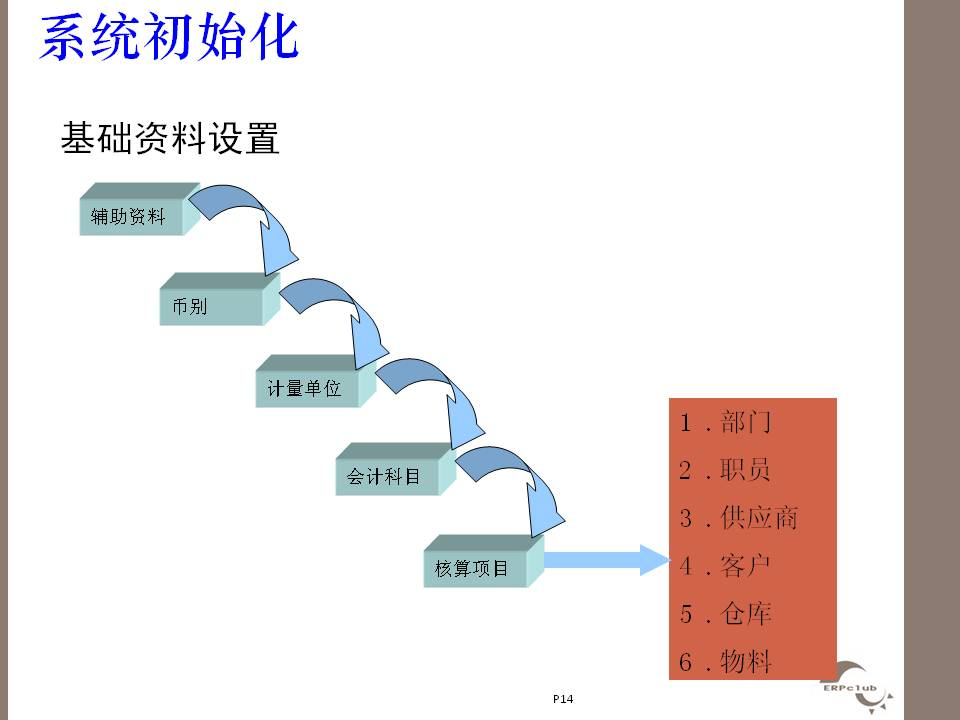 系统初始化
基础资料设置
辅助资料
币别
计量单位
会计科目
核算项目
1 . 部门
2 . 职员
3 . 供应商
4 . 客户
5 . 仓库
6 . 物料
ERPclub
P14